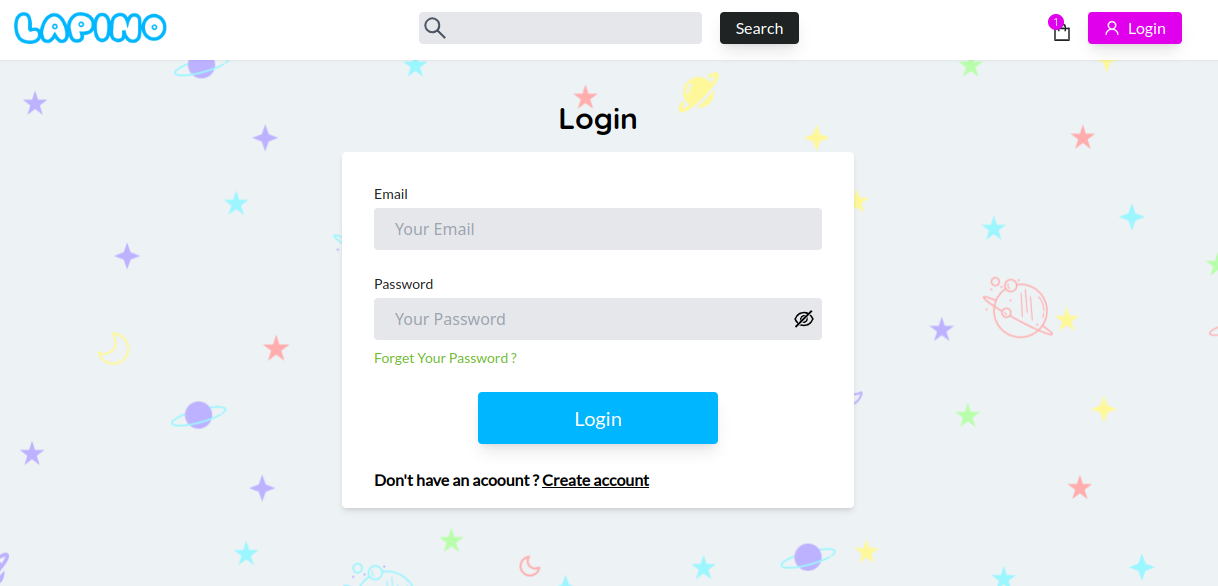 LAPINO
Search
1
Login
Login
Email
Your Email
Password
Your Password
Forget Your Password ?
Login
Don't have an acoount ? Create account